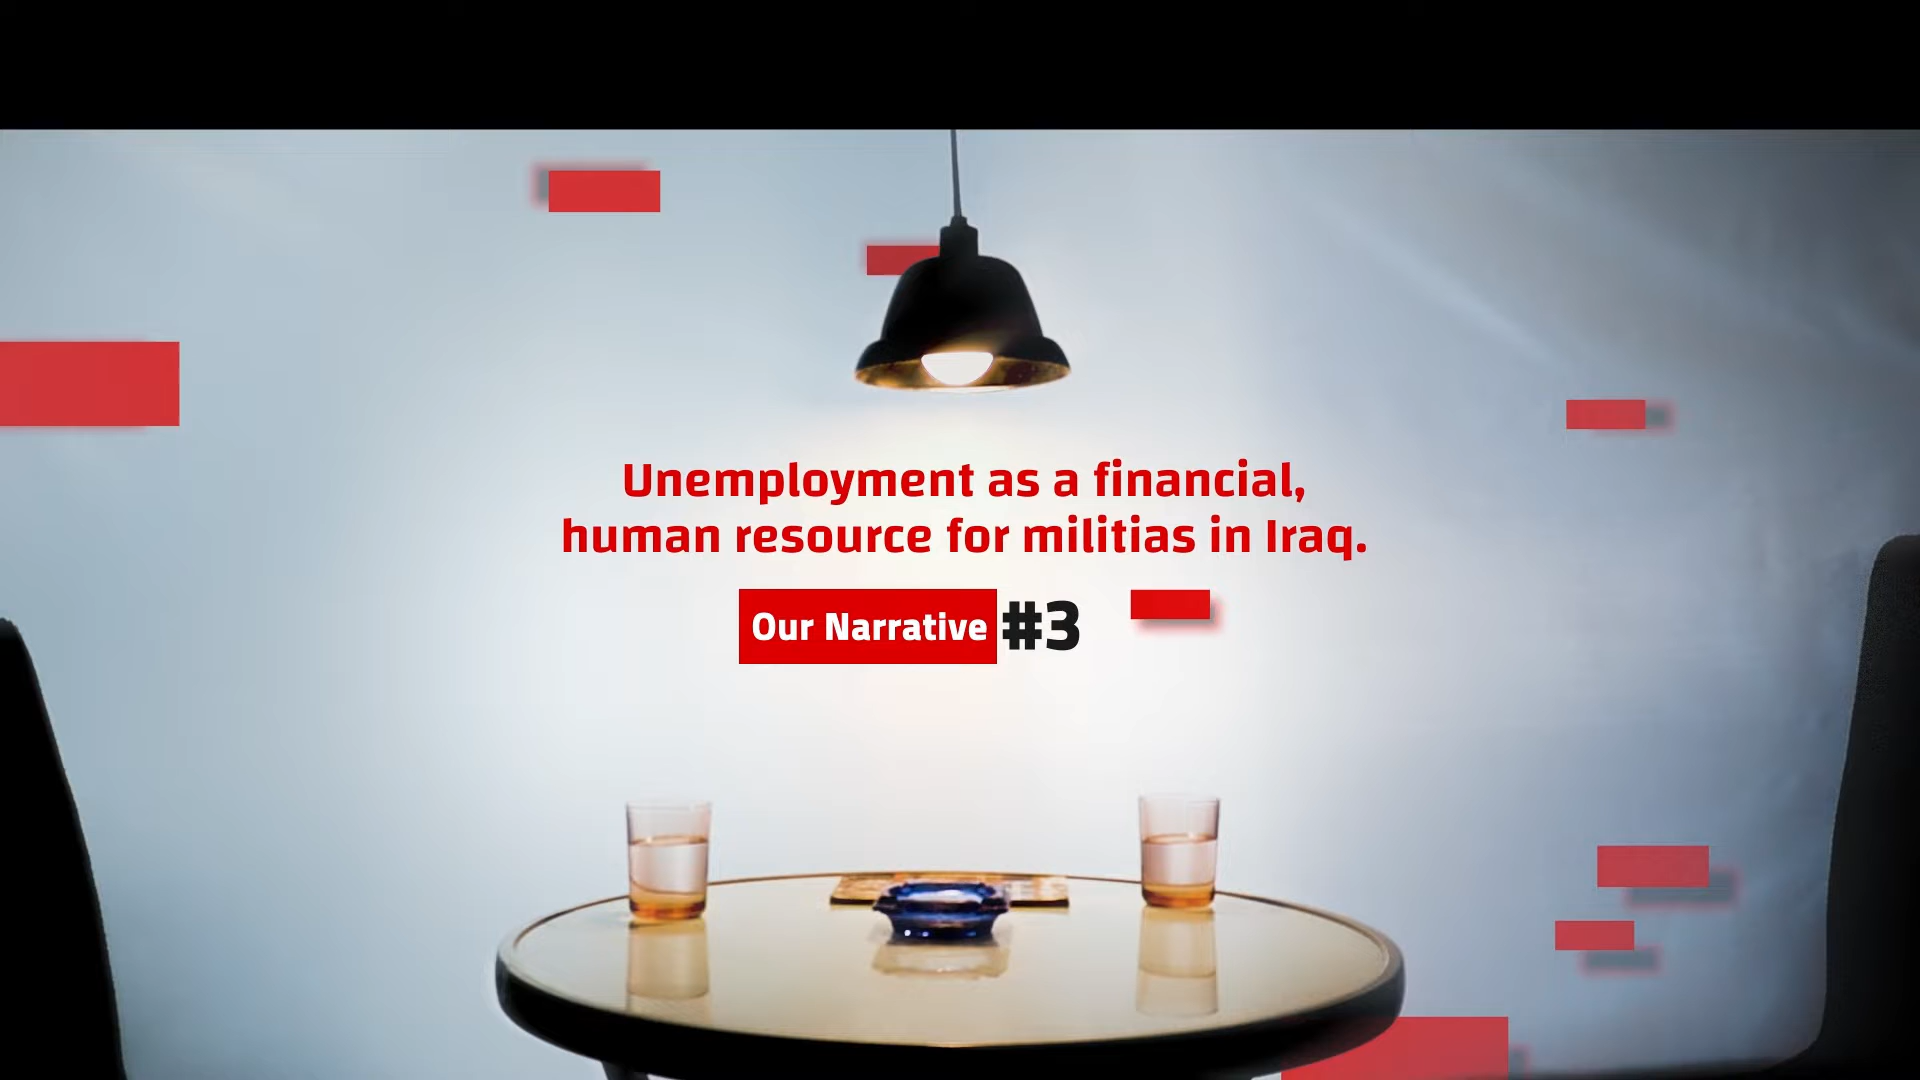 Unemployment as a financial,
human resource for militias in Iraq.
Our Narrative #3